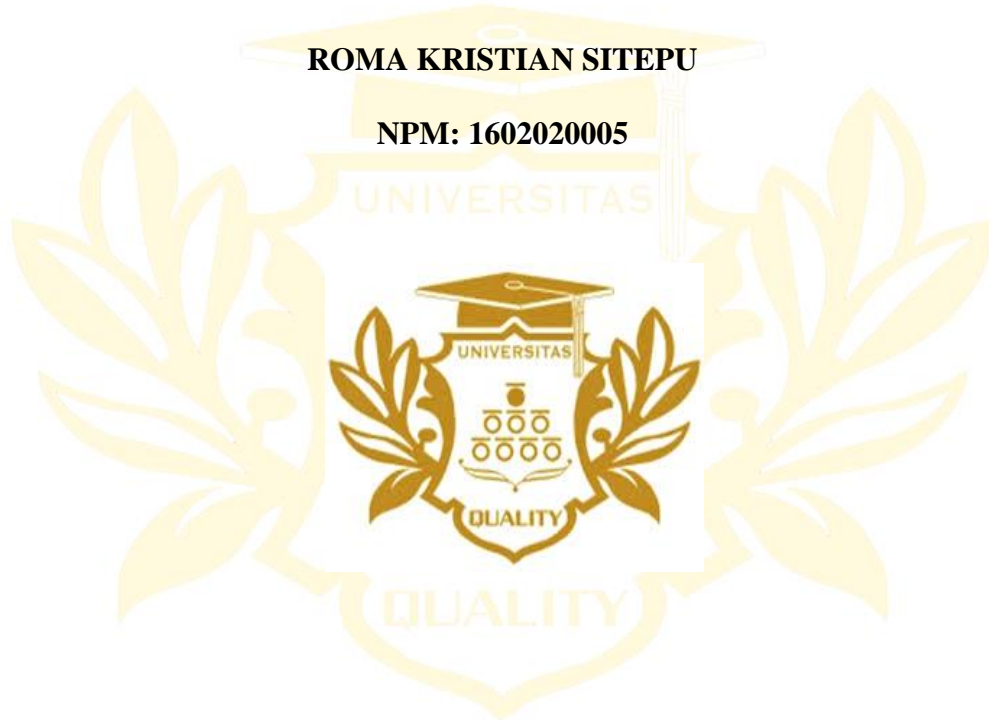 ROMA KRISTIAN SITEPU
NPM: 1602020005
UNIVERSITAS
UNIVERSITAS
QUALITY
QUALITY